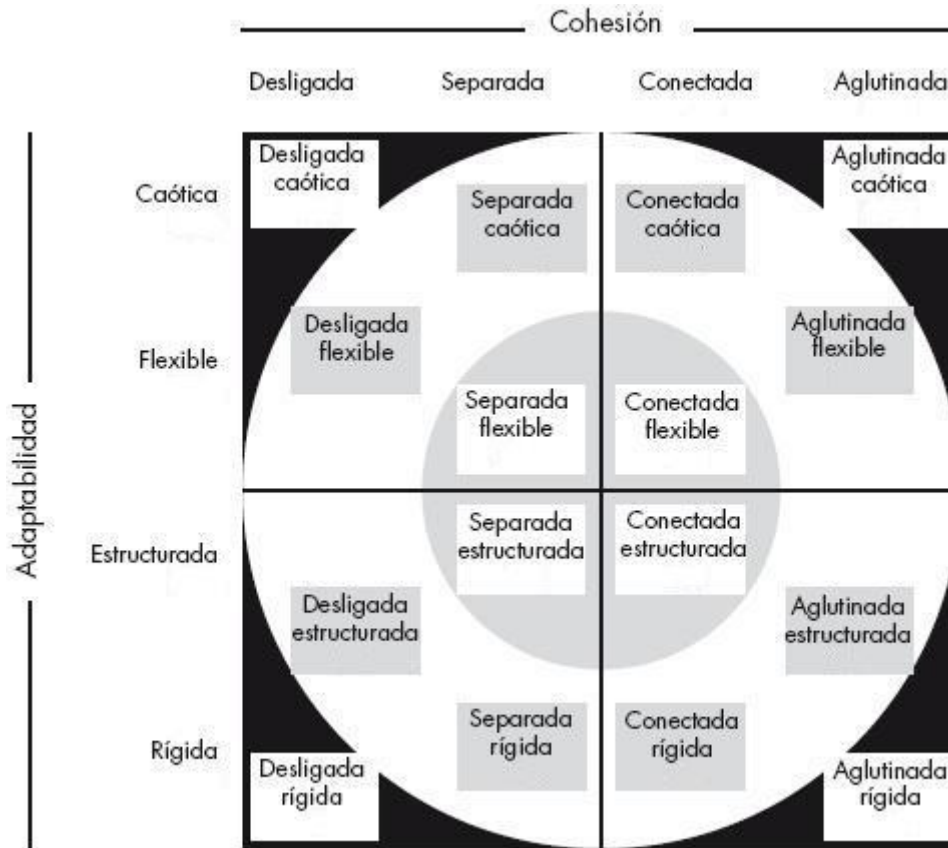 Cohesión
Desligada Separada Conectada Aglutinada
Adaptabilidad
Caótica
Desligada
caótica
Separada
caótica
Conectada
caótica
Aglutinada
caótica
Flexible
Desligada
flexible
Separada
flexible
Conectada
flexible
Aglutinada
flexible
Estructurada
Separada
estructurada
Conectada
estructurada
Desligada
estructurada
Aglutinada
estructurada
Rígida
Desligada
rígida
Separada
rígida
Conectada
rígida
Aglutinada
rígida